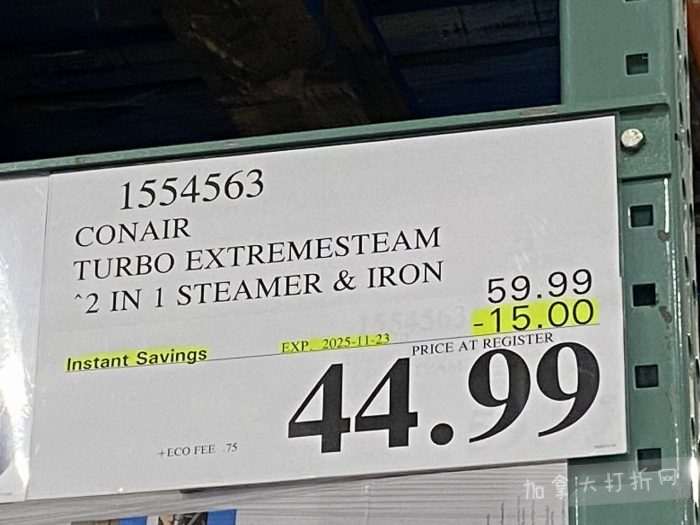 1554563
CONAIR
TURBO EXTREMESTEAM
^2 IN 1 STEAMER & IRON
59.99
-15.00
Instant Savings
EXP. 2025-11-23
PRICE AT REGISTER
44.99
+ECO FEE .75
加拿大打折网